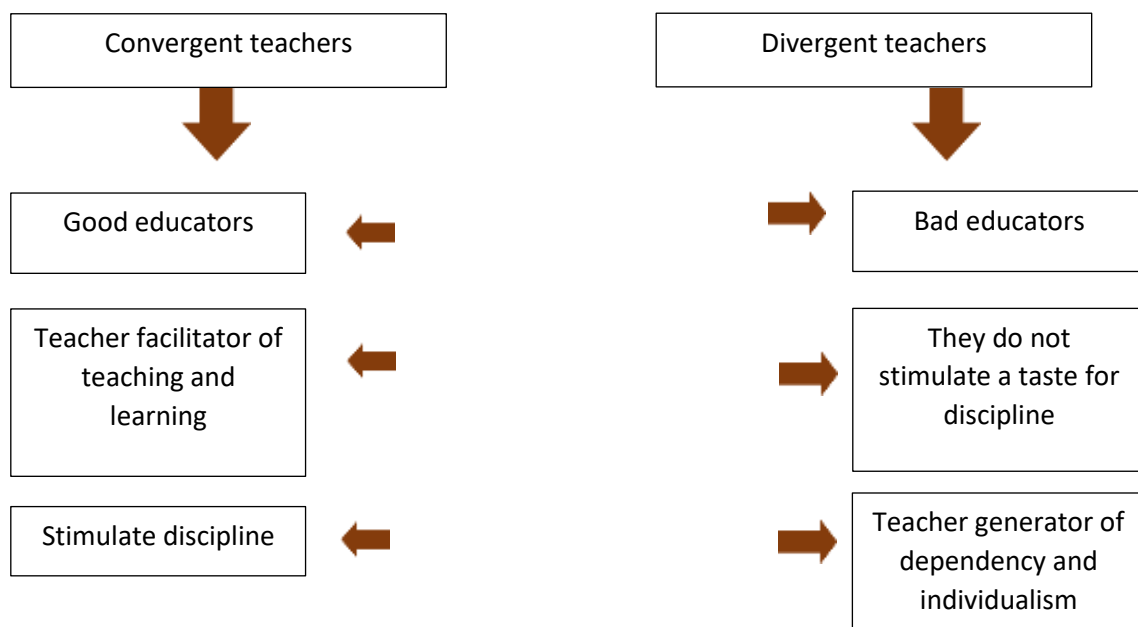 Convergent teachers
Divergent teachers
Good educators
Bad educators
Teacher facilitator of
teaching and
learning
They do not
stimulate a taste for
discipline
Stimulate discipline
Teacher generator of
dependency and
individualism